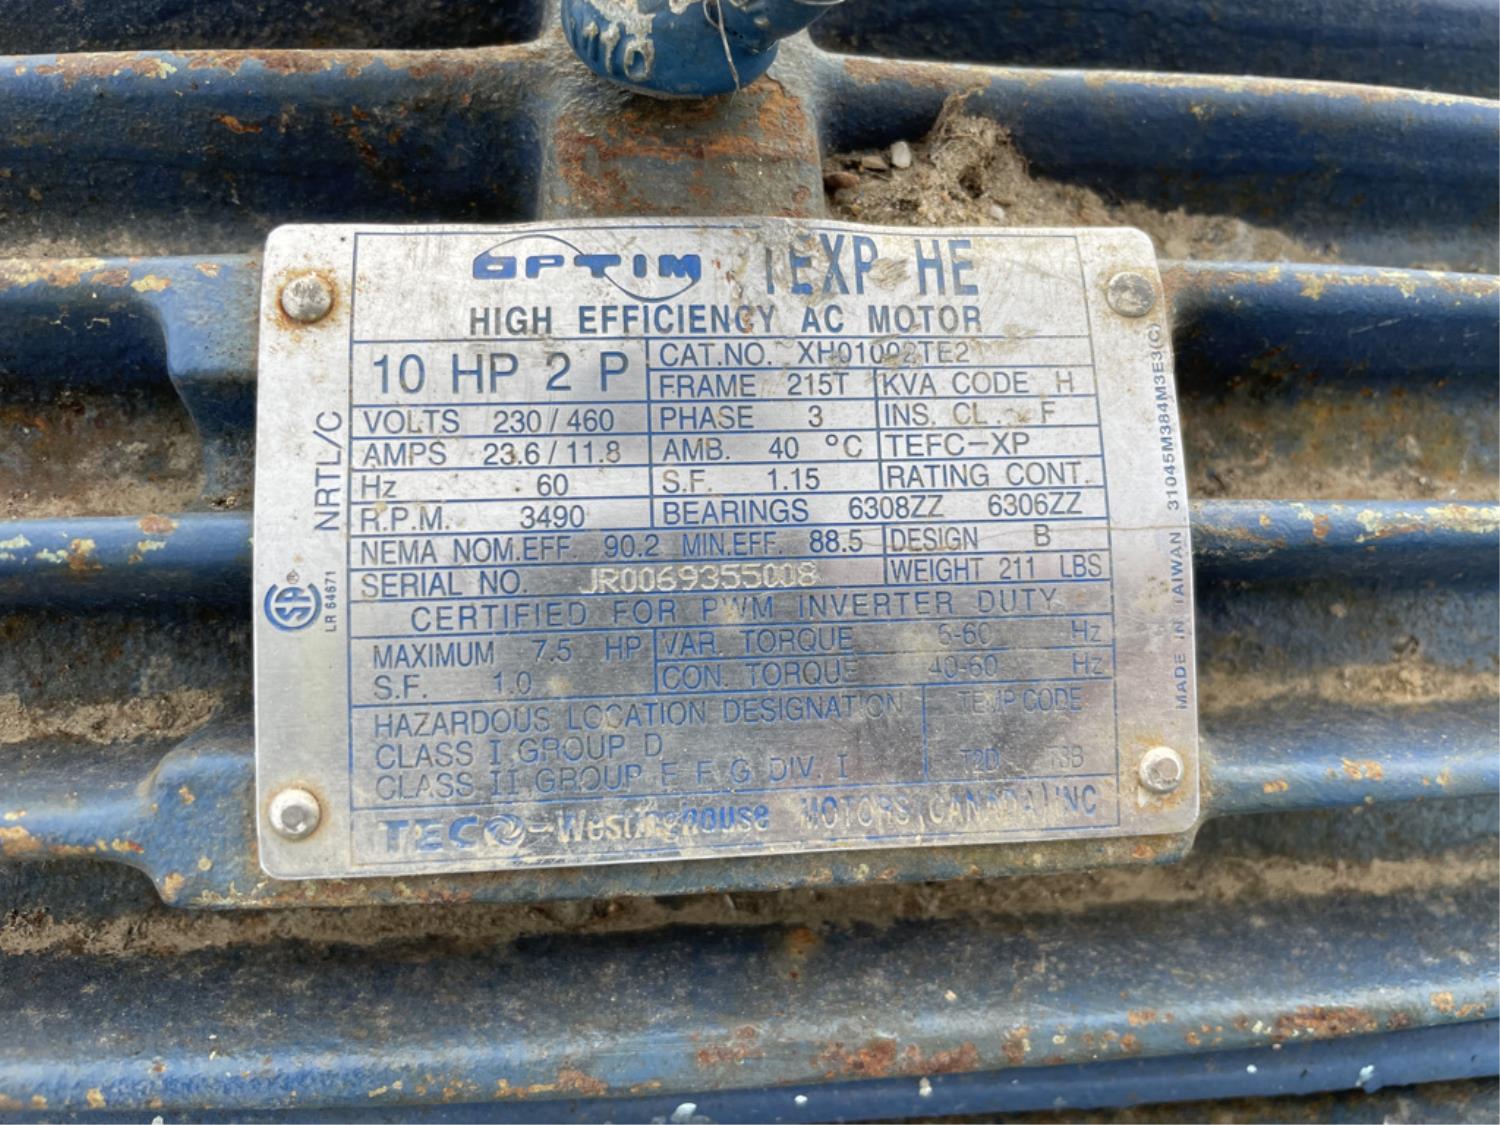 OPTIM TEXP HE
HIGH EFFICIENCY AC MOTOR
10 HP 2 P
CAT.NO. XH01002TE2
FRAME 215T KVA CODE H
VOLTS 230/460 PHASE 3 INS. CL. F
AMPS 23.6/11.8 AMB. 40 °C TEFC-XP
Hz 60 S.F. 1.15 RATING CONT.
R.P.M. 3490 BEARINGS 6308ZZ 6306ZZ
NEMA NOM.EFF. 90.2 MIN.EFF. 88.5 DESIGN B
SERIAL NO. JR0069355008 WEIGHT 211 LBS
CERTIFIED FOR PWM INVERTER DUTY
MAXIMUM 7.5 HP VAR. TORQUE 6-60 Hz
S.F. 1.0 CON. TORQUE 40-60 Hz
HAZARDOUS LOCATION DESIGNATION TEMP CODE
CLASS I GROUP D
CLASS II GROUP E F G DIV. I T2D T3B
TECO-Westinghouse MOTORS (CANADA) INC
NRTL/C
SP®
LR 64671
MADE IN TAIWAN 31045M384M3E3(C)